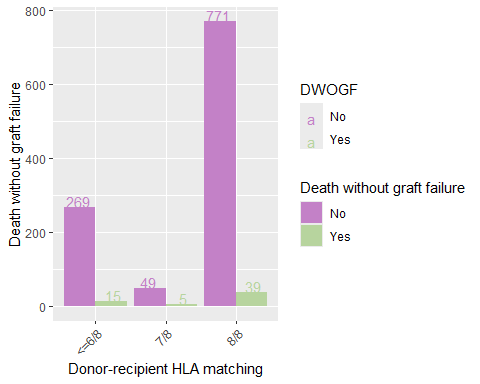 800
600
400
200
0
Death without graft failure
771
269
15
49
5
39
<=6/8
7/8
8/8
Donor-recipient HLA matching
DWOGF
a No
a Yes
Death without graft failure
No
Yes